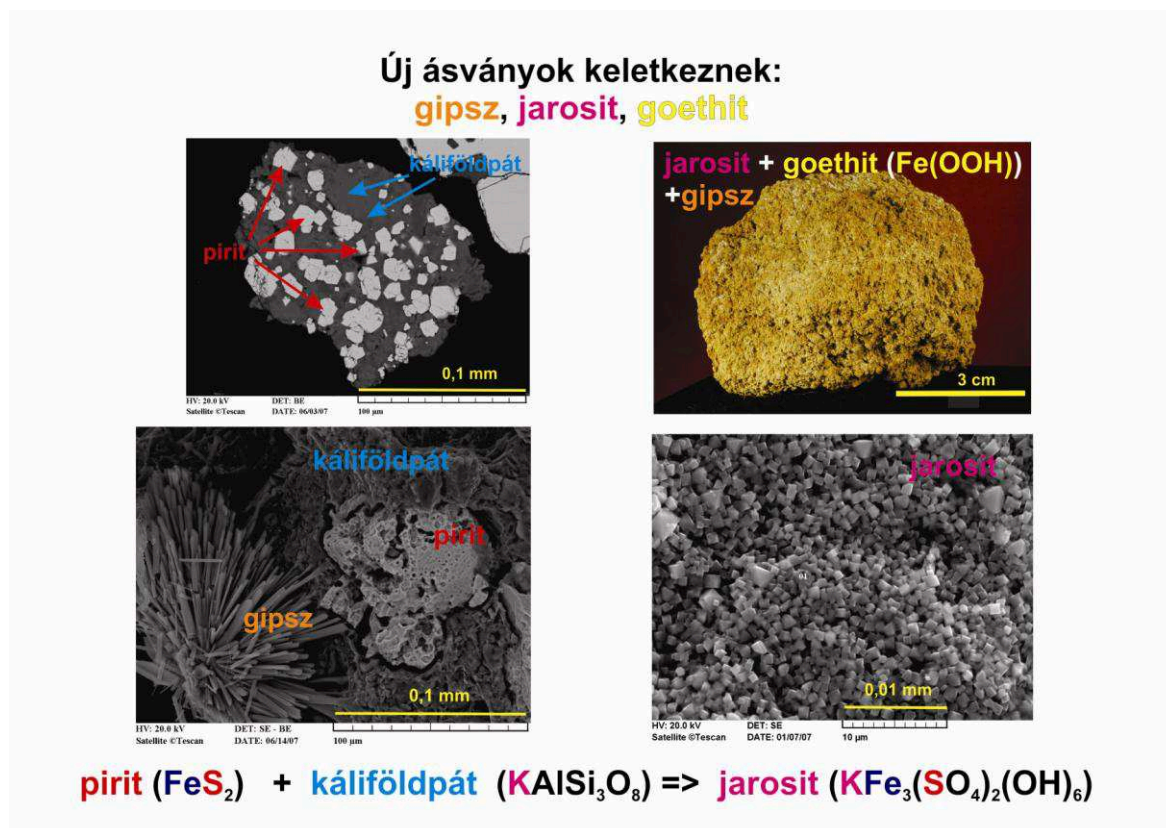 Új ásványok keletkeznek:
gipsz, jarosit, goethit
káliföldpát
pirit
0,1 mm
HV: 20.0 kV DET: BE
Satellite ©Tescan DATE: 06/03/07 100 µm
jarosit + goethit (Fe(OOH))
+gipsz
3 cm
káliföldpát
pirit
gipsz
0,1 mm
HV: 20.0 kV DET: SE - BE
Satellite ©Tescan DATE: 06/14/07 100 µm
jarosit
01
0,01 mm
HV: 20.0 kV DET: SE
Satellite ©Tescan DATE: 01/07/07 10 µm
pirit (FeS₂) + káliföldpát (KAlSi₃O₈) => jarosit (KFe₃(SO₄)₂(OH)₆)